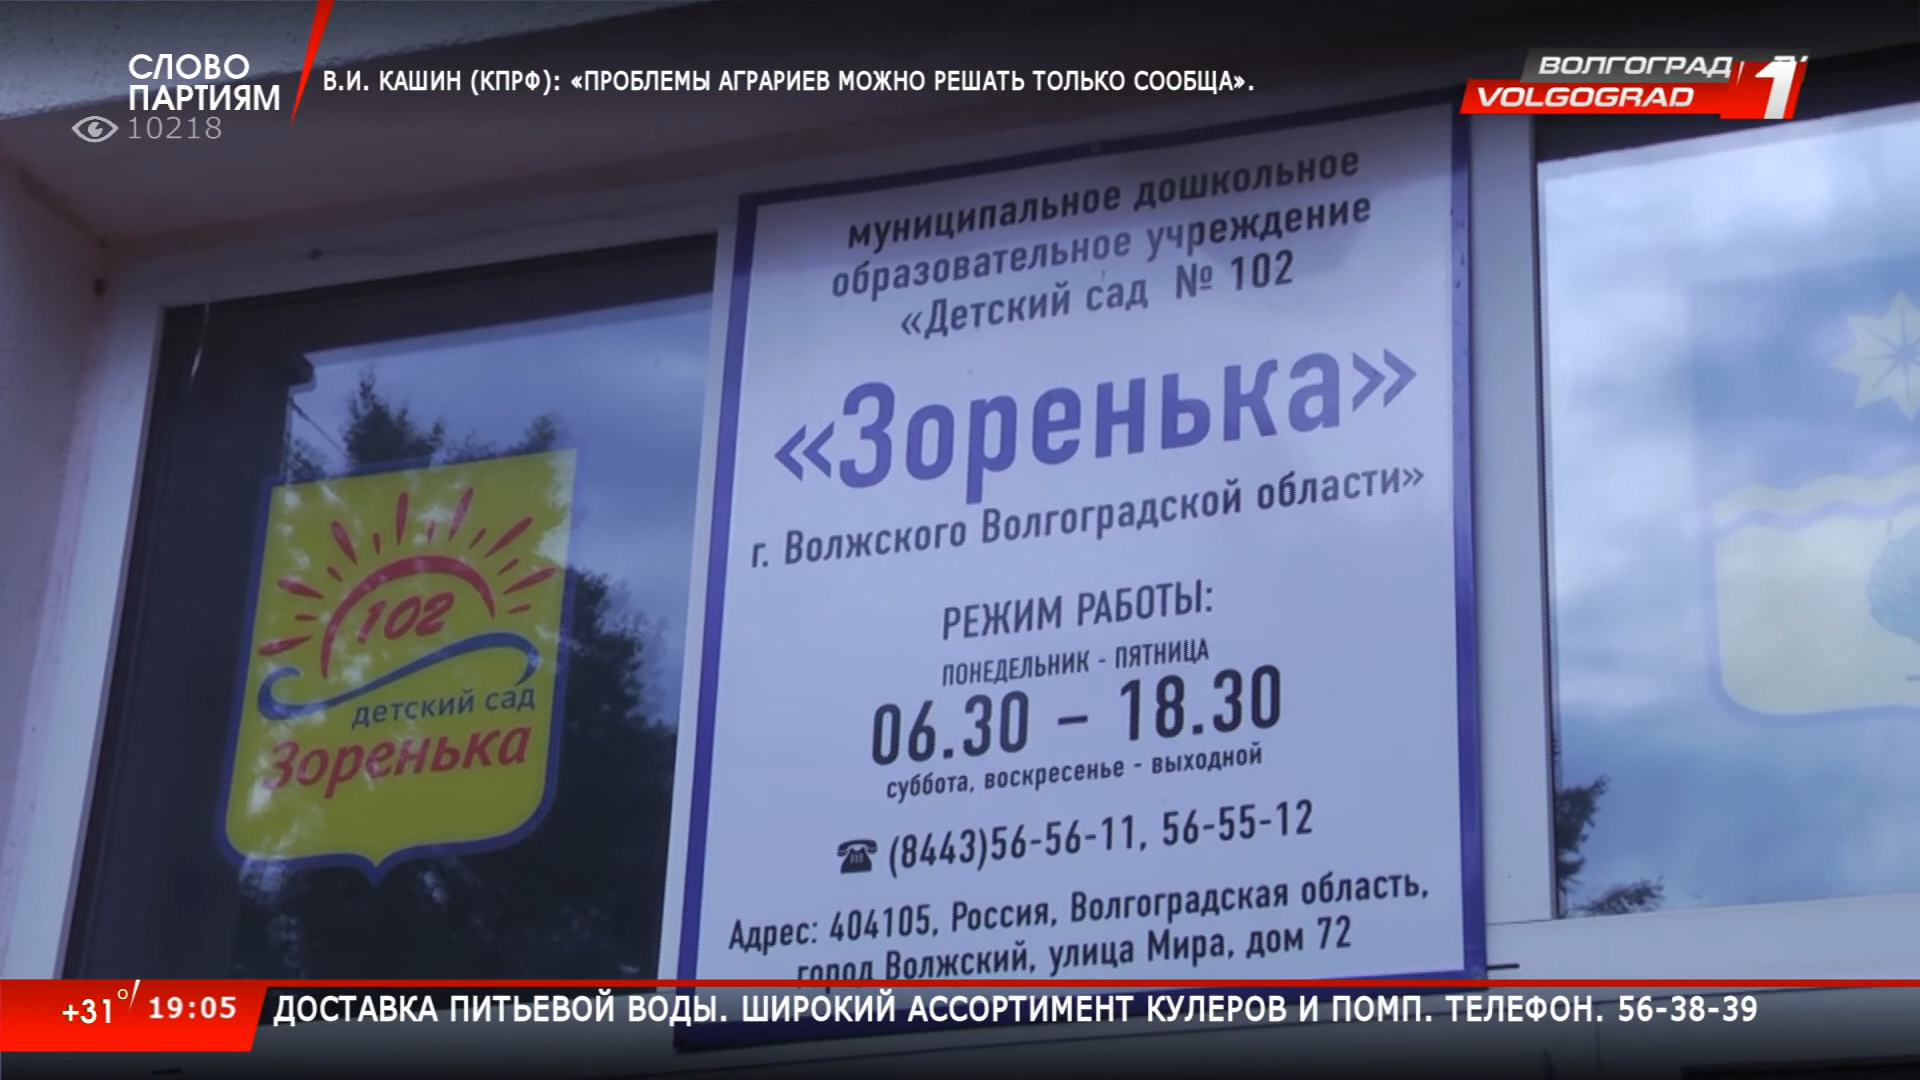 СЛОВО
ПАРТИЯМ
10218
В.И. КАШИН (КПРФ): «ПРОБЛЕМЫ АГРАРИЕВ МОЖНО РЕШАТЬ ТОЛЬКО СООБЩА».
ВОЛГОГРАД
VOLGOGRAD 1
муниципальное дошкольное
образовательное учреждение
«Детский сад № 102
«Зоренька»
г. Волжского Волгоградской области»
РЕЖИМ РАБОТЫ:
ПОНЕДЕЛЬНИК - ПЯТНИЦА
06.30 – 18.30
суббота, воскресенье - выходной
(8443)56-56-11, 56-55-12
Адрес: 404105, Россия, Волгоградская область,
город Волжский, улица Мира, дом 72
102
детский сад
Зоренька
+31° 19:05
ДОСТАВКА ПИТЬЕВОЙ ВОДЫ. ШИРОКИЙ АССОРТИМЕНТ КУЛЕРОВ И ПОМП. ТЕЛЕФОН. 56-38-39